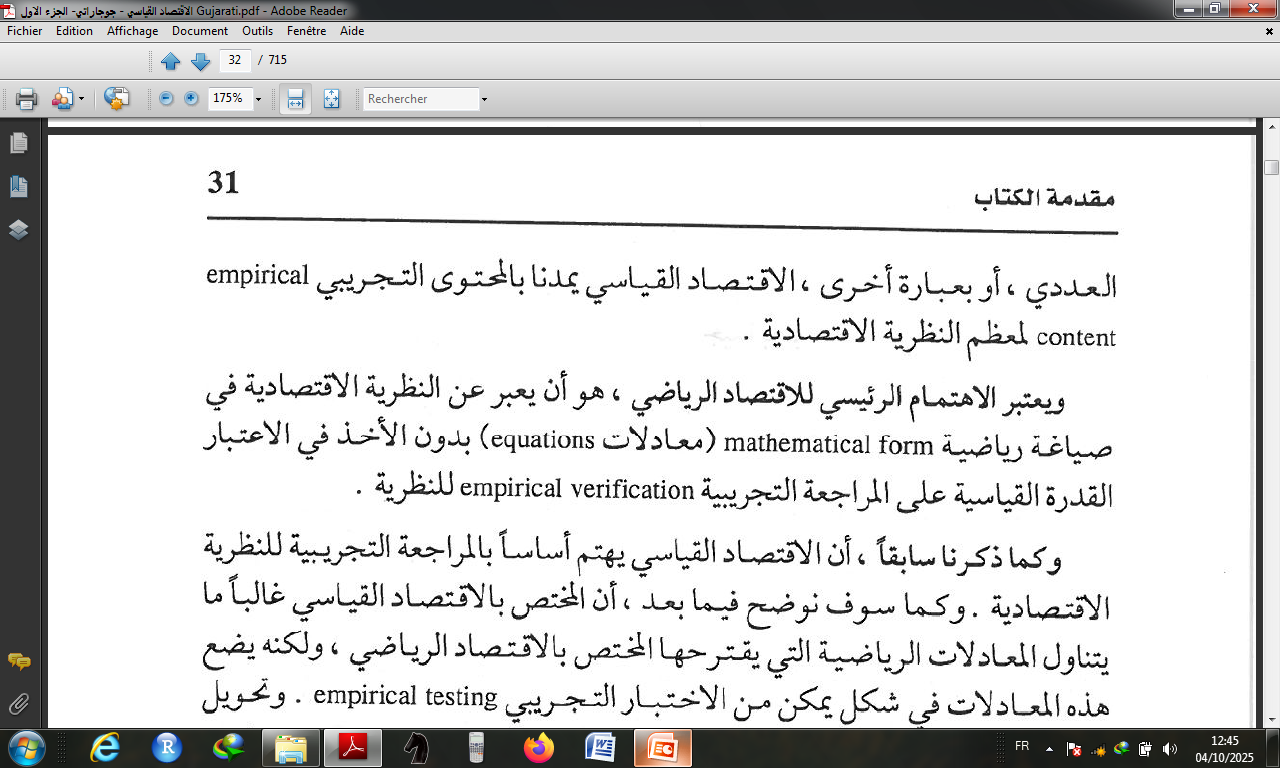 الاقتصاد القياسي - جوجاراتي- الجزء الاول Gujarati.pdf - Adobe Reader
Fichier Edition Affichage Document Outils Fenêtre Aide
32 / 715
175% Rechercher
مقدمة الكتاب 31
العددي ، أو بعبارة أخرى ، الاقتصاد القياسي يمدنا بالمحتوى التجريبي empirical
content لمعظم النظرية الاقتصادية .
ويعتبر الاهتمام الرئيسي للاقتصاد الرياضي ، هو أن يعبر عن النظرية الاقتصادية في
صياغة رياضية mathematical form (معادلات equations) بدون الأخذ في الاعتبار
القدرة القياسية على المراجعة التجريبية empirical verification للنظرية .
وكما ذكرنا سابقاً ، أن الاقتصاد القياسي يهتم أساساً بالمراجعة التجريبية للنظرية
الاقتصادية . وكما سوف نوضح فيما بعد ، أن المختص بالاقتصاد القياسي غالباً ما
يتناول المعادلات الرياضية التي يقترحها المختص بالاقتصاد الرياضي ، ولكنه يضع
هذه المعادلات في شكل يمكن من الاختبار التجريبي empirical testing . وتحويل
FR 12:45
04/10/2025